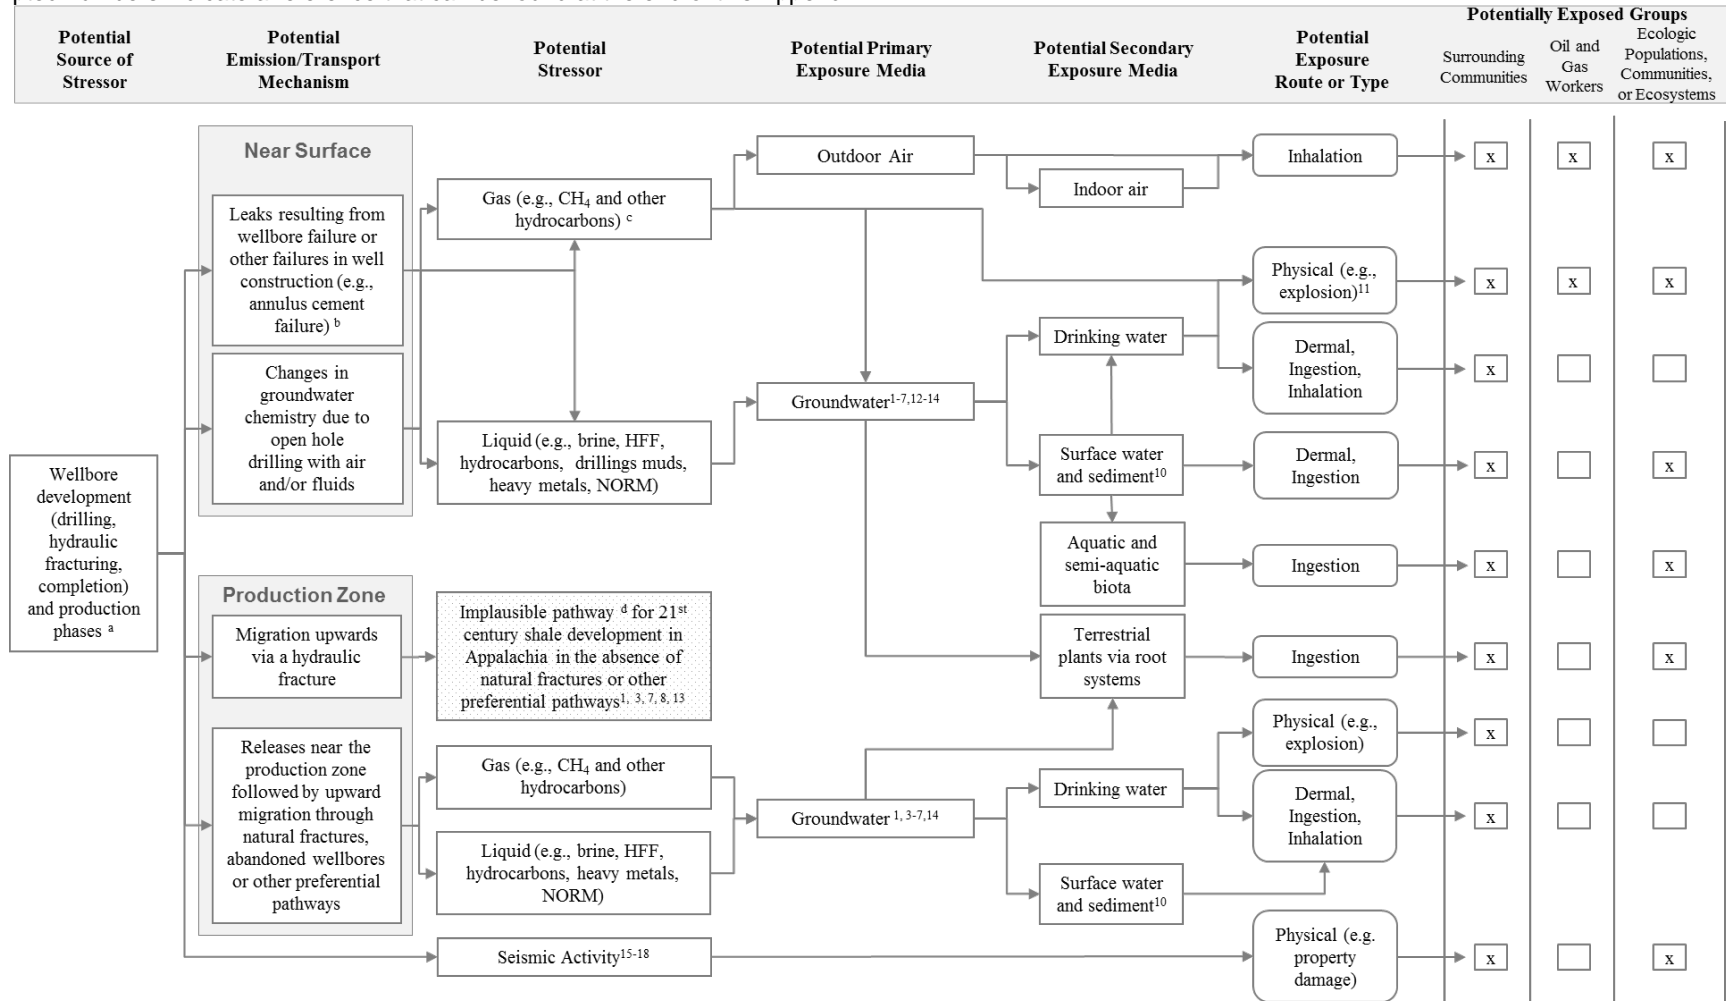 Potentially Exposed Groups
Potential
Source of
Stressor
Potential
Emission/Transport
Mechanism
Potential
Stressor
Potential Primary
Exposure Media
Potential Secondary
Exposure Media
Potential
Exposure
Route or Type
Surrounding
Communities
Oil and
Gas
Workers
Ecologic
Populations,
Communities,
or Ecosystems
Wellbore
development
(drilling,
hydraulic
fracturing,
completion)
and production
phases a
Near Surface
Leaks resulting from
wellbore failure or
other failures in well
construction (e.g.,
annulus cement
failure) b
Changes in
groundwater
chemistry due to
open hole
drilling with air
and/or fluids
Gas (e.g., CH4 and other
hydrocarbons) c
Liquid (e.g., brine, HFF,
hydrocarbons, drillings muds,
heavy metals, NORM)
Outdoor Air
Indoor air
Inhalation
x x x
Physical (e.g.,
explosion)11
x x x
Groundwater1-7,12-14
Drinking water
Dermal,
Ingestion,
Inhalation
x
Surface water
and sediment10
Dermal,
Ingestion
x x
Aquatic and
semi-aquatic
biota
Ingestion
x x
Terrestrial
plants via root
systems
Ingestion
x x
Production Zone
Migration upwards
via a hydraulic
fracture
Implausible pathway d for 21st
century shale development in
Appalachia in the absence of
natural fractures or other
preferential pathways1, 3, 7, 8, 13
Releases near the
production zone
followed by upward
migration through
natural fractures,
abandoned wellbores
or other preferential
pathways
Gas (e.g., CH4 and other
hydrocarbons)
Liquid (e.g., brine, HFF,
hydrocarbons, heavy metals,
NORM)
Groundwater 1, 3-7,14
Drinking water
Physical (e.g.,
explosion)
x
Dermal,
Ingestion,
Inhalation
x
Surface water
and sediment10
Seismic Activity15-18
Physical (e.g.
property
damage)
x x